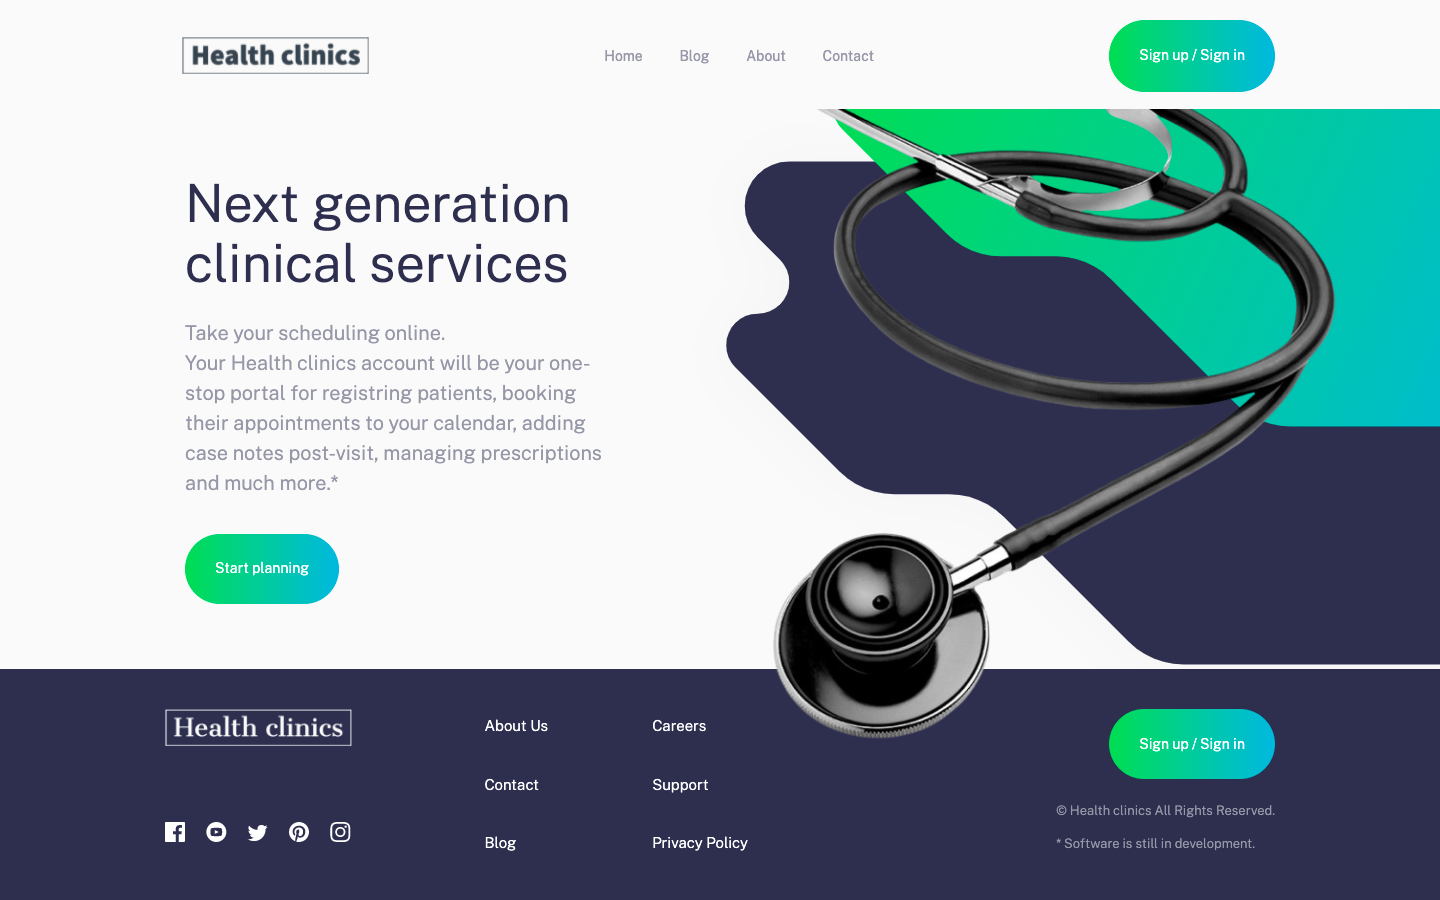 Health clinics
Home
Blog
About
Contact
Sign up / Sign in
Next generation
clinical services
Take your scheduling online.
Your Health clinics account will be your one-
stop portal for registring patients, booking
their appointments to your calendar, adding
case notes post-visit, managing prescriptions
and much more.*
Start planning
Health clinics
About Us
Careers
Contact
Support
Blog
Privacy Policy
Sign up / Sign in
© Health clinics All Rights Reserved.
* Software is still in development.